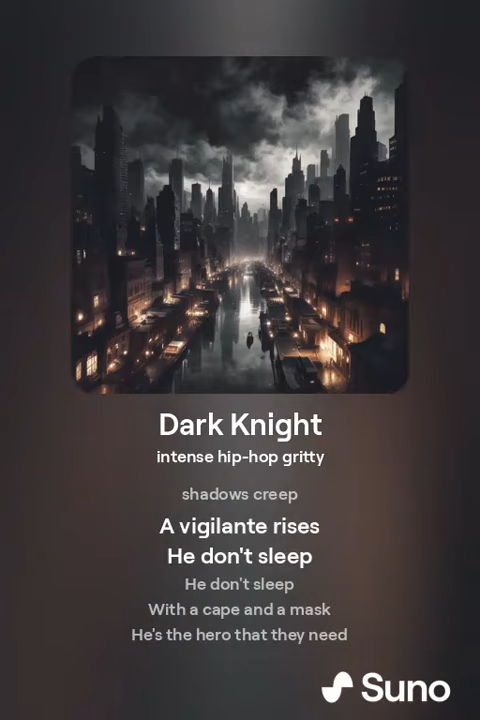 Dark Knight
intense hip-hop gritty
shadows creep
A vigilante rises
He don't sleep
He don't sleep
With a cape and a mask
He's the hero that they need
Suno